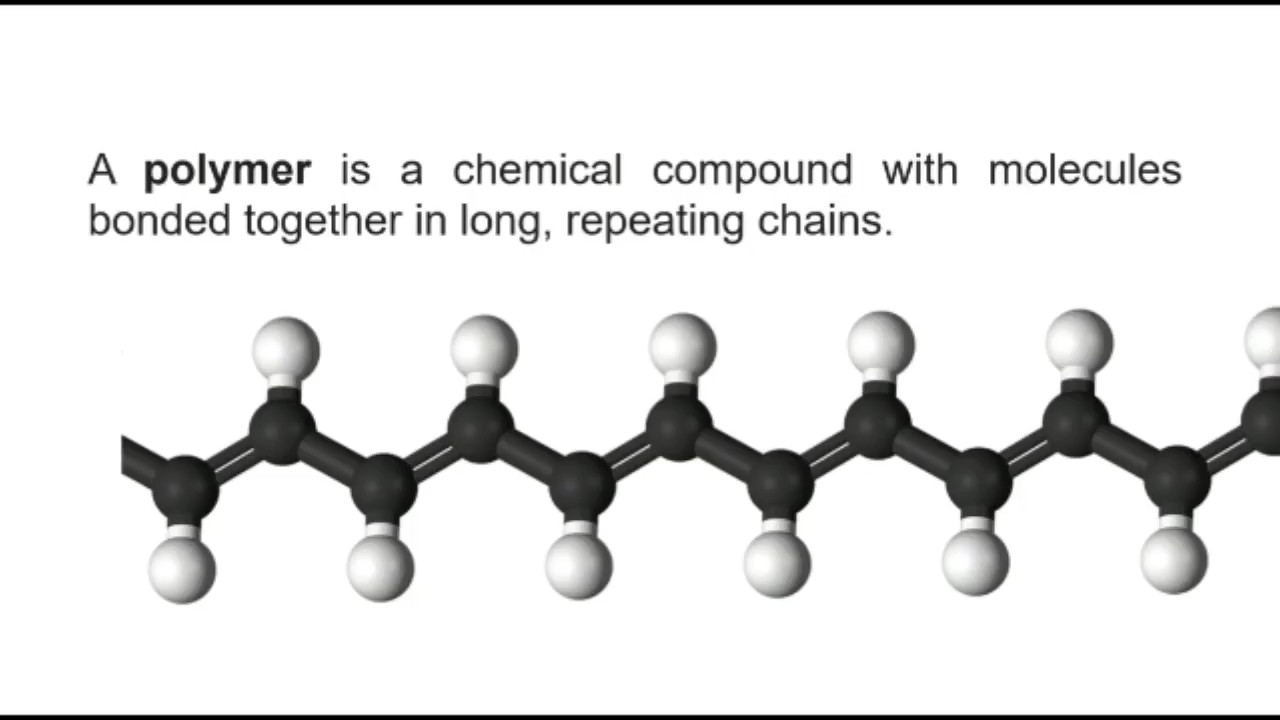 A polymer is a chemical compound with molecules
bonded together in long, repeating chains.